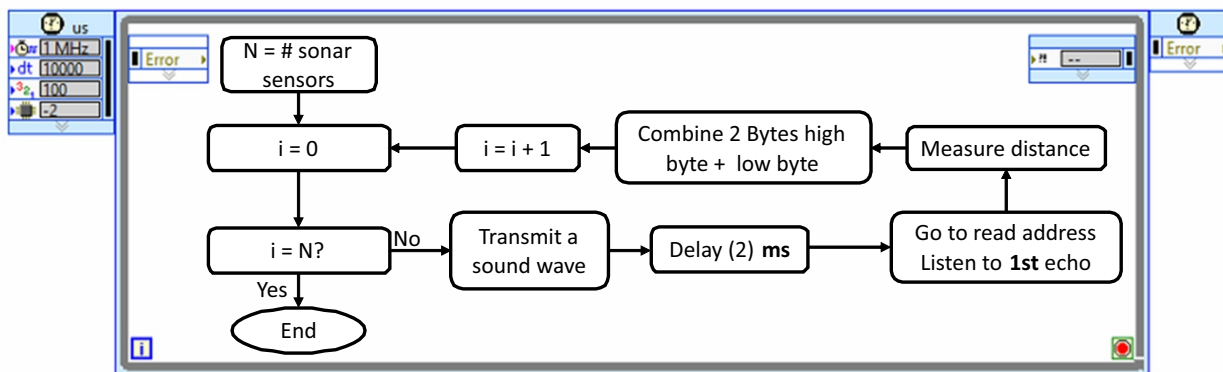 us
1 MHz
dt 10000
321 100
-2
Error
N = # sonar
sensors
i = 0
i = i + 1
Combine 2 Bytes high
byte + low byte
Measure distance
i = N?
No
Yes
Transmit a
sound wave
Delay (2) ms
Go to read address
Listen to 1st echo
End
i
?! --
Error